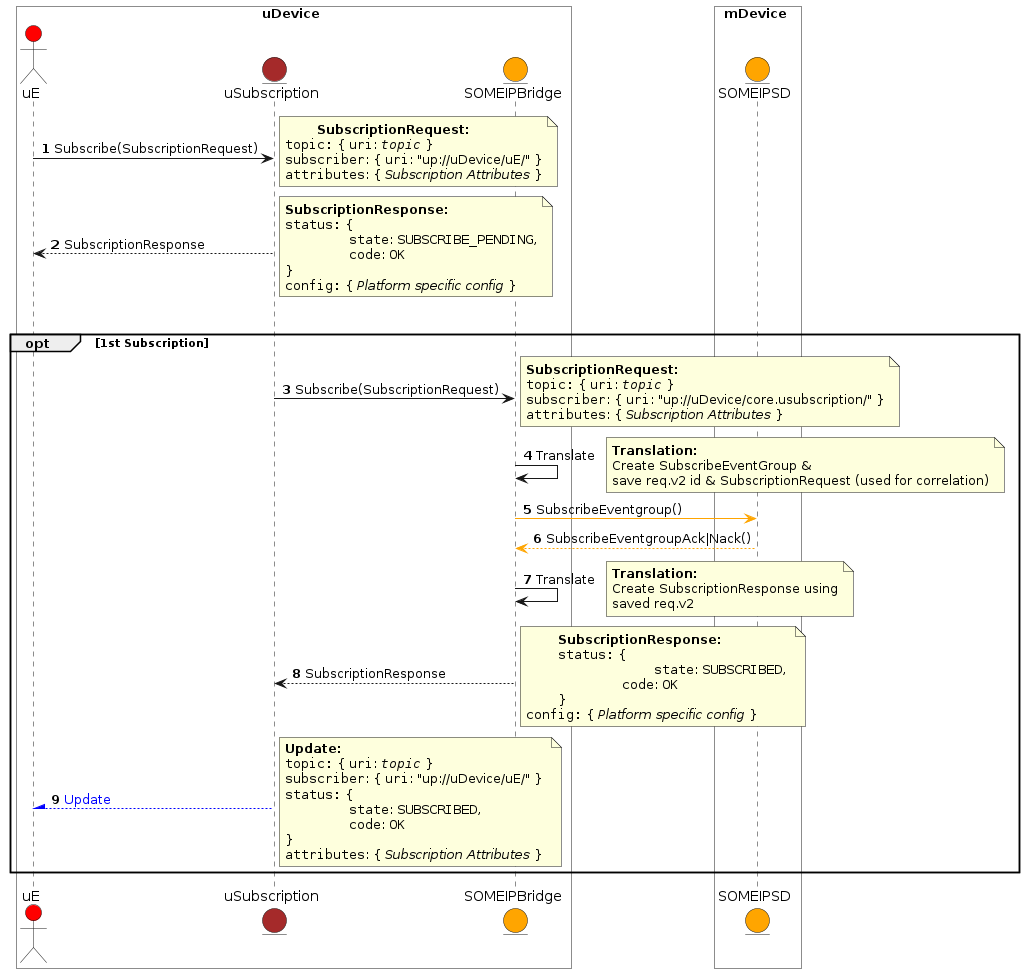 uDevice
mDevice
uE
uSubscription
SOMEIPBridge
SOMEIPSD
1 Subscribe(SubscriptionRequest)
SubscriptionRequest:
topic: { uri: topic }
subscriber: { uri: "up://uDevice/uE/" }
attributes: { Subscription Attributes }
2 SubscriptionResponse
SubscriptionResponse:
status: {
state: SUBSCRIBE_PENDING,
code: OK
}
config: { Platform specific config }
opt [1st Subscription]
3 Subscribe(SubscriptionRequest)
SubscriptionRequest:
topic: { uri: topic }
subscriber: { uri: "up://uDevice/core.usubscription/" }
attributes: { Subscription Attributes }
4 Translate
Translation:
Create SubscribeEventGroup &
save req.v2 id & SubscriptionRequest (used for correlation)
5 SubscribeEventgroup()
6 SubscribeEventgroupAck|Nack()
7 Translate
Translation:
Create SubscriptionResponse using
saved req.v2
8 SubscriptionResponse
SubscriptionResponse:
status: {
state: SUBSCRIBED,
code: OK
}
config: { Platform specific config }
9 Update
Update:
topic: { uri: topic }
subscriber: { uri: "up://uDevice/uE/" }
status: {
state: SUBSCRIBED,
code: OK
}
attributes: { Subscription Attributes }
uE
uSubscription
SOMEIPBridge
SOMEIPSD